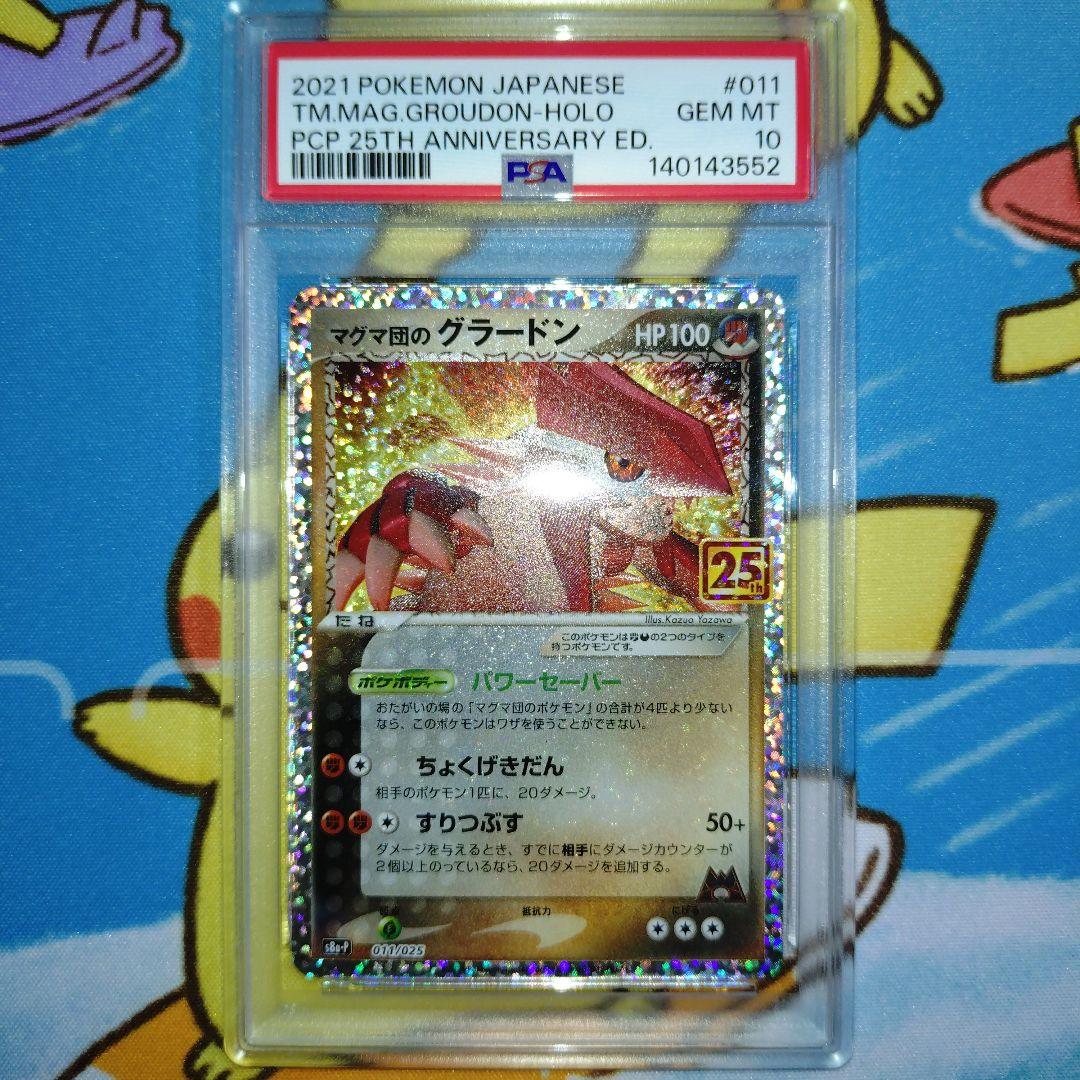 2021 POKEMON JAPANESE #011
TM.MAG.GROUDON-HOLO GEM MT
PCP 25TH ANNIVERSARY ED. 10
PSA 140143552
マグマ団の グラードン HP 100
25th
たね
Illus. Kazuo Yazawa
このポケモンは の2つのタイプを
持つポケモンです。
ポケボディー パワーセーバー
おたがいの場の「マグマ団のポケモン」の合計が4匹より少ない
なら、このポケモンはワザを使うことができない。
ちょくげきだん
相手のポケモン1匹に、20ダメージ。
すりつぶす 50+
ダメージを与えるとき、すでに相手にダメージカウンターが
2個以上のっているなら、20ダメージを追加する。
弱点 抵抗力 にげる
s8a-P 011/025